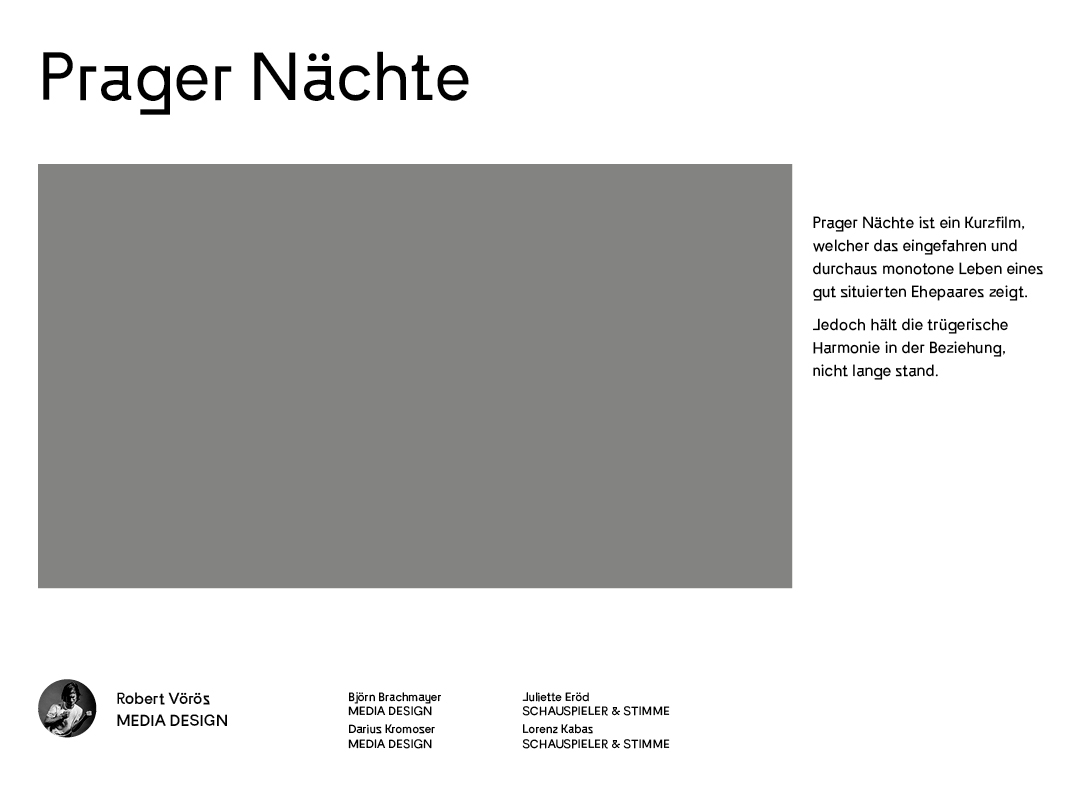 Prager Nächte
Prager Nächte ist ein Kurzfilm,
welcher das eingefahren und
durchaus monotone Leben eines
gut situierten Ehepaares zeigt.
Jedoch hält die trügerische
Harmonie in der Beziehung,
nicht lange stand.
Robert Vörös
MEDIA DESIGN
Björn Brachmayer
MEDIA DESIGN
Darius Kromoser
MEDIA DESIGN
Juliette Eröd
SCHAUSPIELER & STIMME
Lorenz Kabas
SCHAUSPIELER & STIMME